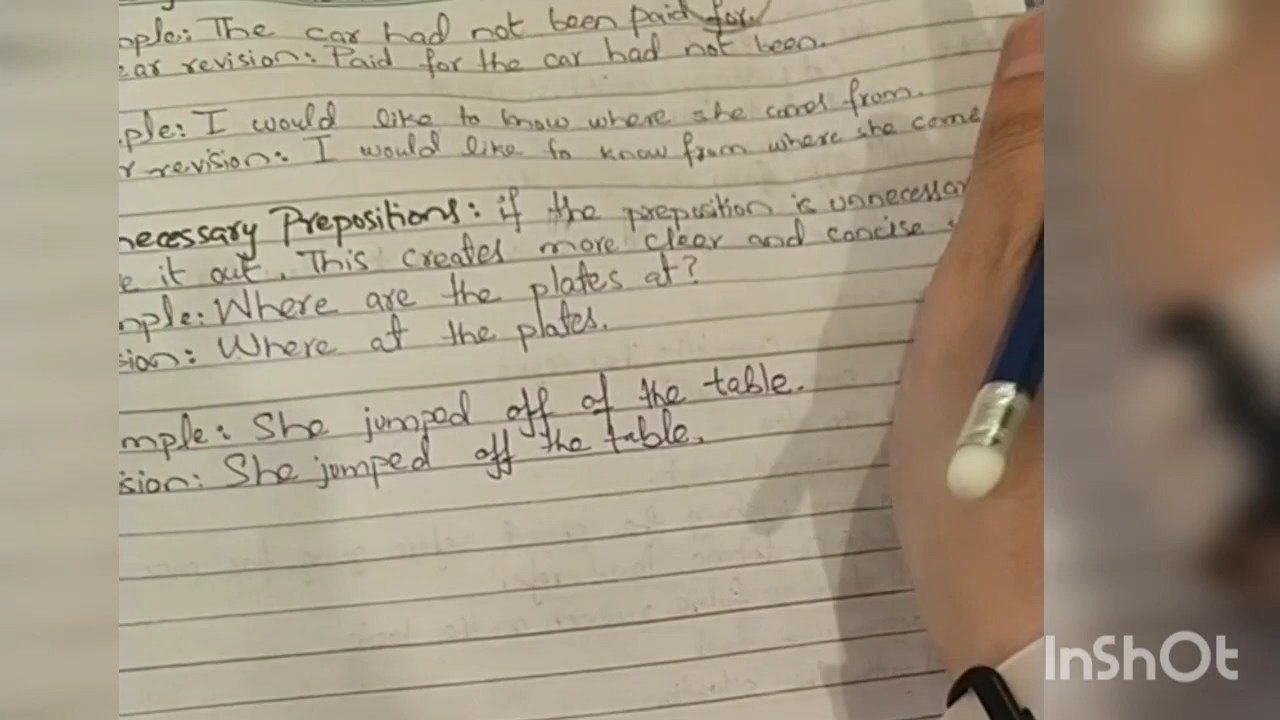 ple: The car had not been paid for.
ear revision: Paid for the car had not been.
ple: I would like to know where she comes from.
r revision: I would like to know from where she come
necessary Prepositions: if the preposition is unnecessar
e it out. This creates more clear and concise
mple: Where are the plates at?
sion: Where at the plates.
mple: She jumped off of the table.
sion: She jumped off the table.
InShOt